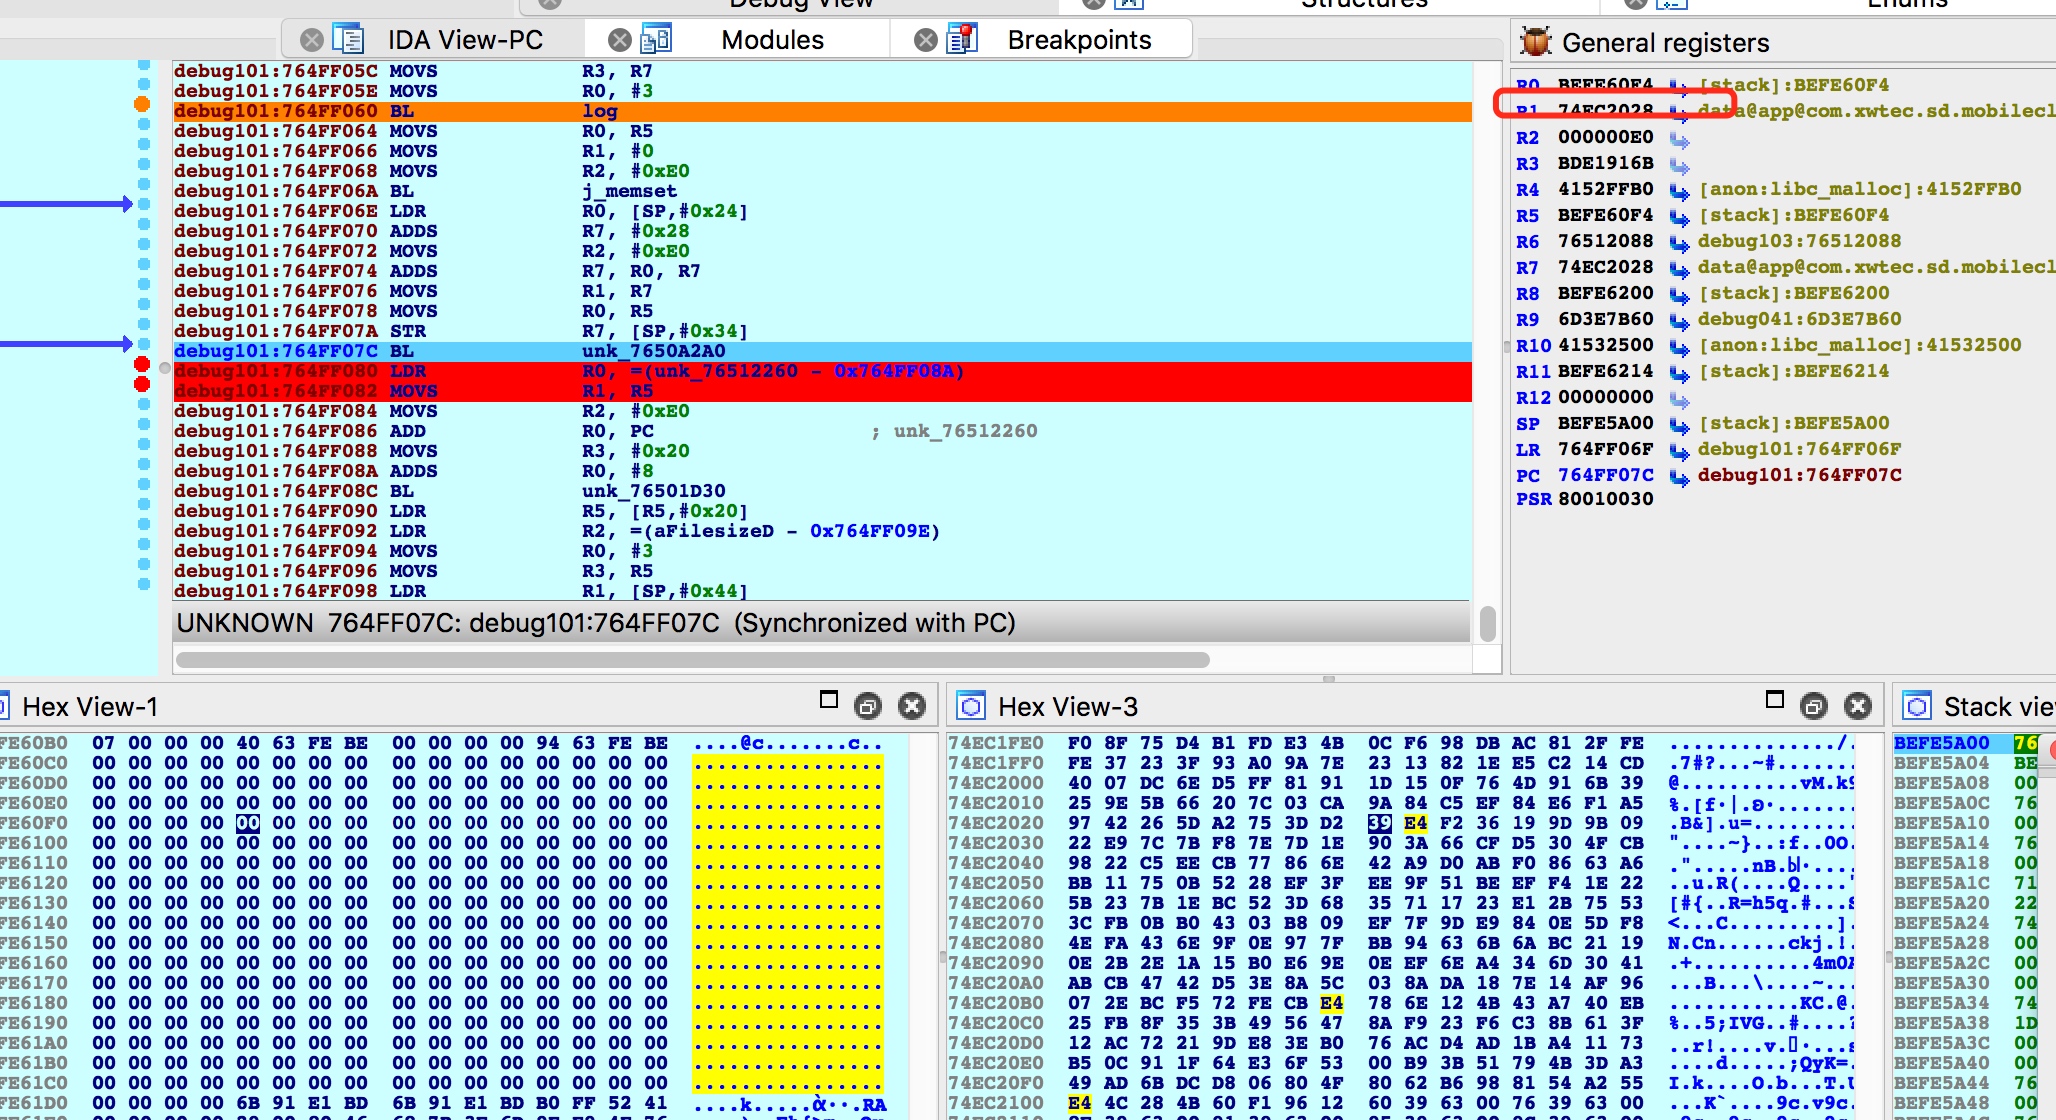 Debug View
Structures
Enums
IDA View-PC
Modules
Breakpoints
General registers
debug101:764FF05C MOVS R3, R7
debug101:764FF05E MOVS R0, #3
debug101:764FF060 BL log
debug101:764FF064 MOVS R0, R5
debug101:764FF066 MOVS R1, #0
debug101:764FF068 MOVS R2, #0xE0
debug101:764FF06A BL j_memset
debug101:764FF06E LDR R0, [SP,#0x24]
debug101:764FF070 ADDS R7, #0x28
debug101:764FF072 MOVS R2, #0xE0
debug101:764FF074 ADDS R7, R0, R7
debug101:764FF076 MOVS R1, R7
debug101:764FF078 MOVS R0, R5
debug101:764FF07A STR R7, [SP,#0x34]
debug101:764FF07C BL unk_7650A2A0
debug101:764FF080 LDR R0, =(unk_76512260 - 0x764FF08A)
debug101:764FF082 MOVS R1, R5
debug101:764FF084 MOVS R2, #0xE0
debug101:764FF086 ADD R0, PC ; unk_76512260
debug101:764FF088 MOVS R3, #0x20
debug101:764FF08A ADDS R0, #8
debug101:764FF08C BL unk_76501D30
debug101:764FF090 LDR R5, [R5,#0x20]
debug101:764FF092 LDR R2, =(aFilesizeD - 0x764FF09E)
debug101:764FF094 MOVS R0, #3
debug101:764FF096 MOVS R3, R5
debug101:764FF098 LDR R1, [SP,#0x44]
UNKNOWN 764FF07C: debug101:764FF07C (Synchronized with PC)
R0 BEFE60F4 [stack]:BEFE60F4
R1 74EC2028 data@app@com.xwtec.sd.mobilecl
R2 000000E0
R3 BDE1916B
R4 4152FFB0 [anon:libc_malloc]:4152FFB0
R5 BEFE60F4 [stack]:BEFE60F4
R6 76512088 debug103:76512088
R7 74EC2028 data@app@com.xwtec.sd.mobilecl
R8 BEFE6200 [stack]:BEFE6200
R9 6D3E7B60 debug041:6D3E7B60
R10 41532500 [anon:libc_malloc]:41532500
R11 BEFE6214 [stack]:BEFE6214
R12 00000000
SP BEFE5A00 [stack]:BEFE5A00
LR 764FF06F debug101:764FF06F
PC 764FF07C debug101:764FF07C
PSR 80010030
Hex View-1
FE60B0 07 00 00 00 40 63 FE BE 00 00 00 00 94 63 FE BE ....@c.......c..
FE60C0 00 00 00 00 00 00 00 00 00 00 00 00 00 00 00 00 ................
FE60D0 00 00 00 00 00 00 00 00 00 00 00 00 00 00 00 00 ................
FE60E0 00 00 00 00 00 00 00 00 00 00 00 00 00 00 00 00 ................
FE60F0 00 00 00 00 00 00 00 00 00 00 00 00 00 00 00 00 ................
FE6100 00 00 00 00 00 00 00 00 00 00 00 00 00 00 00 00 ................
FE6110 00 00 00 00 00 00 00 00 00 00 00 00 00 00 00 00 ................
FE6120 00 00 00 00 00 00 00 00 00 00 00 00 00 00 00 00 ................
FE6130 00 00 00 00 00 00 00 00 00 00 00 00 00 00 00 00 ................
FE6140 00 00 00 00 00 00 00 00 00 00 00 00 00 00 00 00 ................
FE6150 00 00 00 00 00 00 00 00 00 00 00 00 00 00 00 00 ................
FE6160 00 00 00 00 00 00 00 00 00 00 00 00 00 00 00 00 ................
FE6170 00 00 00 00 00 00 00 00 00 00 00 00 00 00 00 00 ................
FE6180 00 00 00 00 00 00 00 00 00 00 00 00 00 00 00 00 ................
FE6190 00 00 00 00 00 00 00 00 00 00 00 00 00 00 00 00 ................
FE61A0 00 00 00 00 00 00 00 00 00 00 00 00 00 00 00 00 ................
FE61B0 00 00 00 00 00 00 00 00 00 00 00 00 00 00 00 00 ................
FE61C0 00 00 00 00 00 00 00 00 00 00 00 00 00 00 00 00 ................
FE61D0 00 00 00 00 6B 91 E1 BD 6B 91 E1 BD B0 FF 52 41
Hex View-3
74EC1FE0 F0 8F 75 D4 B1 FD E3 4B 0C F6 98 DB AC 81 2F FE
74EC1FF0 FE 37 23 3F 93 A0 9A 7E 23 13 82 1E E5 C2 14 CD
74EC2000 40 07 DC 6E D5 FF 81 91 1D 15 0F 76 4D 91 6B 39
74EC2010 25 9E 5B 66 20 7C 03 CA 9A 84 C5 EF 84 E6 F1 A5
74EC2020 97 42 26 5D A2 75 3D D2 39 E4 F2 36 19 9D 9B 09
74EC2030 22 E9 7C 7B F8 7E 7D 1E 90 3A 66 CF D5 30 4F CB
74EC2040 98 22 C5 EE CB 77 86 6E 42 A9 D0 AB F0 86 63 A6
74EC2050 BB 11 75 0B 52 28 EF 3F EE 9F 51 BE EF F4 1E 22
74EC2060 5B 23 7B 1E BC 52 3D 68 35 71 17 23 E1 2B 75 53
74EC2070 3C FB 0B B0 43 03 B8 09 EF 7F 9D E9 84 0E 5D F8
74EC2080 4E FA 43 6E 9F 0E 97 7F BB 94 63 6B 6A BC 21 19
74EC2090 0E 2B 2E 1A 15 B0 E6 9E 0E EF 6E A4 34 6D 30 41
74EC20A0 AB CB 47 42 D5 3E 8A 5C 03 8A DA 18 7E 14 AF 96
74EC20B0 07 2E BC F5 72 FE CB E4 78 6E 12 4B 43 A7 40 EB
74EC20C0 25 FB 8F 35 3B 49 56 47 8A F9 23 F6 C3 8B 61 3F
74EC20D0 12 AC 72 21 9D E8 3E B0 76 AC D4 AD 1B A4 11 73
74EC20E0 B5 0C 91 1F 64 E3 6F 53 00 B9 3B 51 79 4B 3D A3
74EC20F0 49 AD 6B DC D8 06 80 4F 80 62 B6 98 81 54 A2 55
74EC2100 E4 4C 28 4B 60 F1 96 12 60 39 63 00 76 39 63 00
Stack vie
BEFE5A00 76
BEFE5A04 BE
BEFE5A08 00
BEFE5A0C 76
BEFE5A10 00
BEFE5A14 76
BEFE5A18 00
BEFE5A1C 71
BEFE5A20 22
BEFE5A24 74
BEFE5A28 00
BEFE5A2C 00
BEFE5A30 00
BEFE5A34 74
BEFE5A38 1D
BEFE5A3C 00
BEFE5A40 00
BEFE5A44 76
BEFE5A48 00